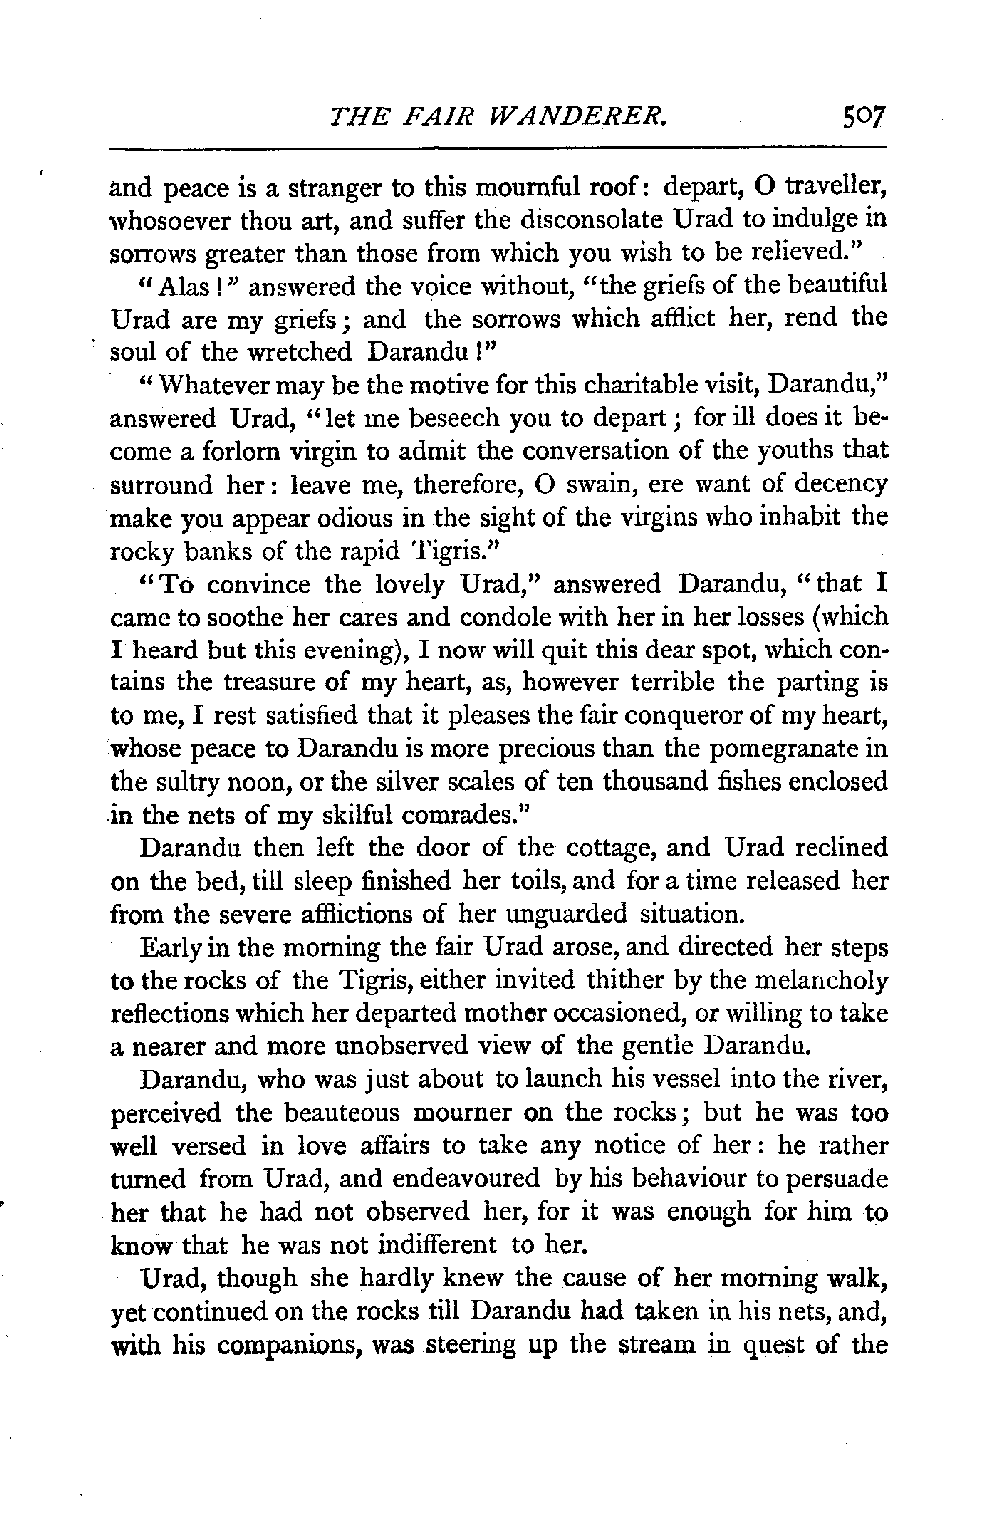 THE FAIR WANDERER. 507
and peace is a stranger to this mournful roof: depart, O traveller,
whosoever thou art, and suffer the disconsolate Urad to indulge in
sorrows greater than those from which you wish to be relieved."
"Alas!" answered the voice without, "the griefs of the beautiful
Urad are my griefs; and the sorrows which afflict her, rend the
soul of the wretched Darandu!"
"Whatever may be the motive for this charitable visit, Darandu,"
answered Urad, "let me beseech you to depart; for ill does it be-
come a forlorn virgin to admit the conversation of the youths that
surround her: leave me, therefore, O swain, ere want of decency
make you appear odious in the sight of the virgins who inhabit the
rocky banks of the rapid Tigris."
"To convince the lovely Urad," answered Darandu, "that I
came to soothe her cares and condole with her in her losses (which
I heard but this evening), I now will quit this dear spot, which con-
tains the treasure of my heart, as, however terrible the parting is
to me, I rest satisfied that it pleases the fair conqueror of my heart,
whose peace to Darandu is more precious than the pomegranate in
the sultry noon, or the silver scales of ten thousand fishes enclosed
in the nets of my skilful comrades."
Darandu then left the door of the cottage, and Urad reclined
on the bed, till sleep finished her toils, and for a time released her
from the severe afflictions of her unguarded situation.
Early in the morning the fair Urad arose, and directed her steps
to the rocks of the Tigris, either invited thither by the melancholy
reflections which her departed mother occasioned, or willing to take
a nearer and more unobserved view of the gentle Darandu.
Darandu, who was just about to launch his vessel into the river,
perceived the beauteous mourner on the rocks; but he was too
well versed in love affairs to take any notice of her: he rather
turned from Urad, and endeavoured by his behaviour to persuade
her that he had not observed her, for it was enough for him to
know that he was not indifferent to her.
Urad, though she hardly knew the cause of her morning walk,
yet continued on the rocks till Darandu had taken in his nets, and,
with his companions, was steering up the stream in quest of the